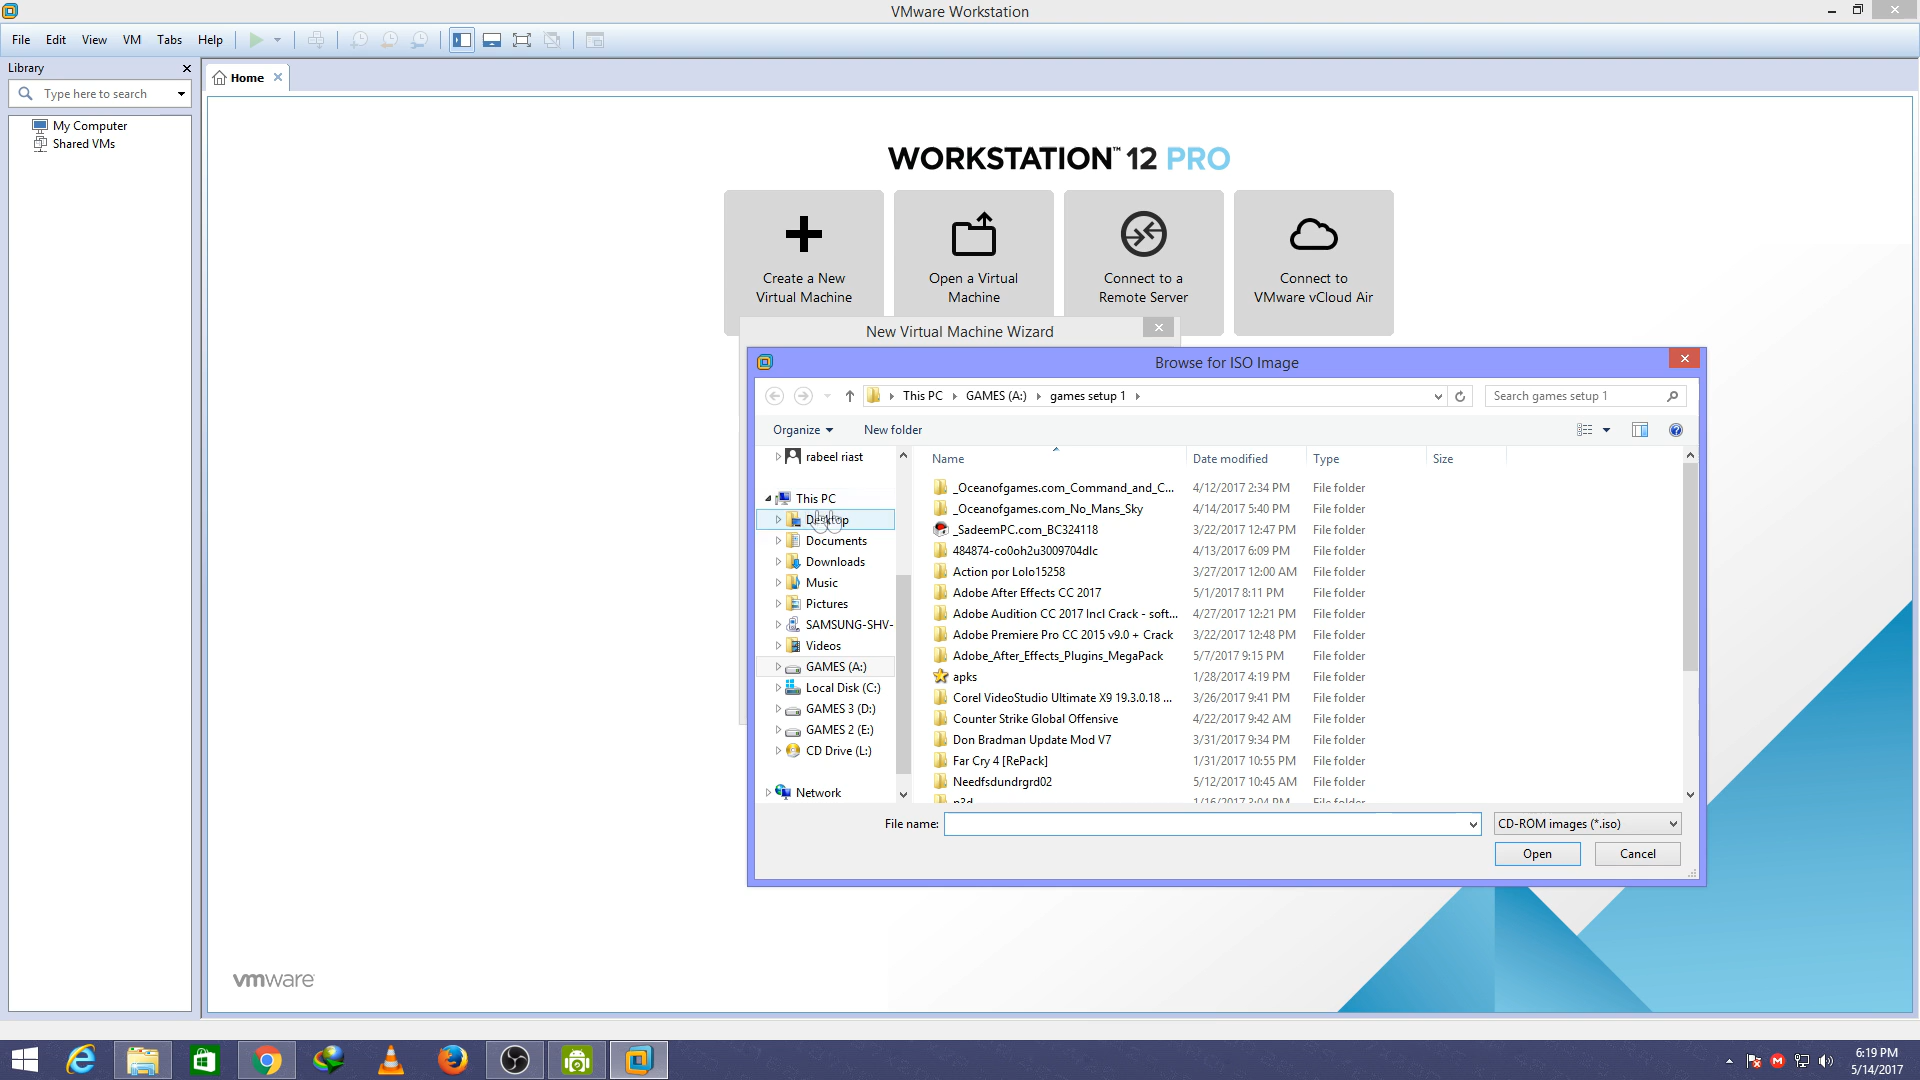 VMware Workstation
File Edit View VM Tabs Help
Library
Type here to search
My Computer
Shared VMs
Home
WORKSTATION™ 12 PRO
Create a New
Virtual Machine
Open a Virtual
Machine
Connect to a
Remote Server
Connect to
VMware vCloud Air
New Virtual Machine Wizard
Browse for ISO Image
This PC GAMES (A:) games setup 1
Search games setup 1
Organize New folder
rabeel riast
This PC
Desktop
Documents
Downloads
Music
Pictures
SAMSUNG-SHV-
Videos
GAMES (A:)
Local Disk (C:)
GAMES 3 (D:)
GAMES 2 (E:)
CD Drive (L:)
Network
Name Date modified Type Size
_Oceanofgames.com_Command_and_C... 4/12/2017 2:34 PM File folder
_Oceanofgames.com_No_Mans_Sky 4/14/2017 5:40 PM File folder
_SadeemPC.com_BC324118 3/22/2017 12:47 PM File folder
484874-co0oh2u3009704dlc 4/13/2017 6:09 PM File folder
Action por Lolo15258 3/27/2017 12:00 AM File folder
Adobe After Effects CC 2017 5/1/2017 8:11 PM File folder
Adobe Audition CC 2017 Incl Crack - soft... 4/27/2017 12:21 PM File folder
Adobe Premiere Pro CC 2015 v9.0 + Crack 3/22/2017 12:48 PM File folder
Adobe_After_Effects_Plugins_MegaPack 5/7/2017 9:15 PM File folder
apks 1/28/2017 4:19 PM File folder
Corel VideoStudio Ultimate X9 19.3.0.18 ... 3/26/2017 9:41 PM File folder
Counter Strike Global Offensive 4/22/2017 9:42 AM File folder
Don Bradman Update Mod V7 3/31/2017 9:34 PM File folder
Far Cry 4 [RePack] 1/31/2017 10:55 PM File folder
Needfsdundrgrd02 5/12/2017 10:45 AM File folder
1/16/2017 3:04 PM File folder
File name: CD-ROM images (*.iso)
Open Cancel
vmware
6:19 PM
5/14/2017